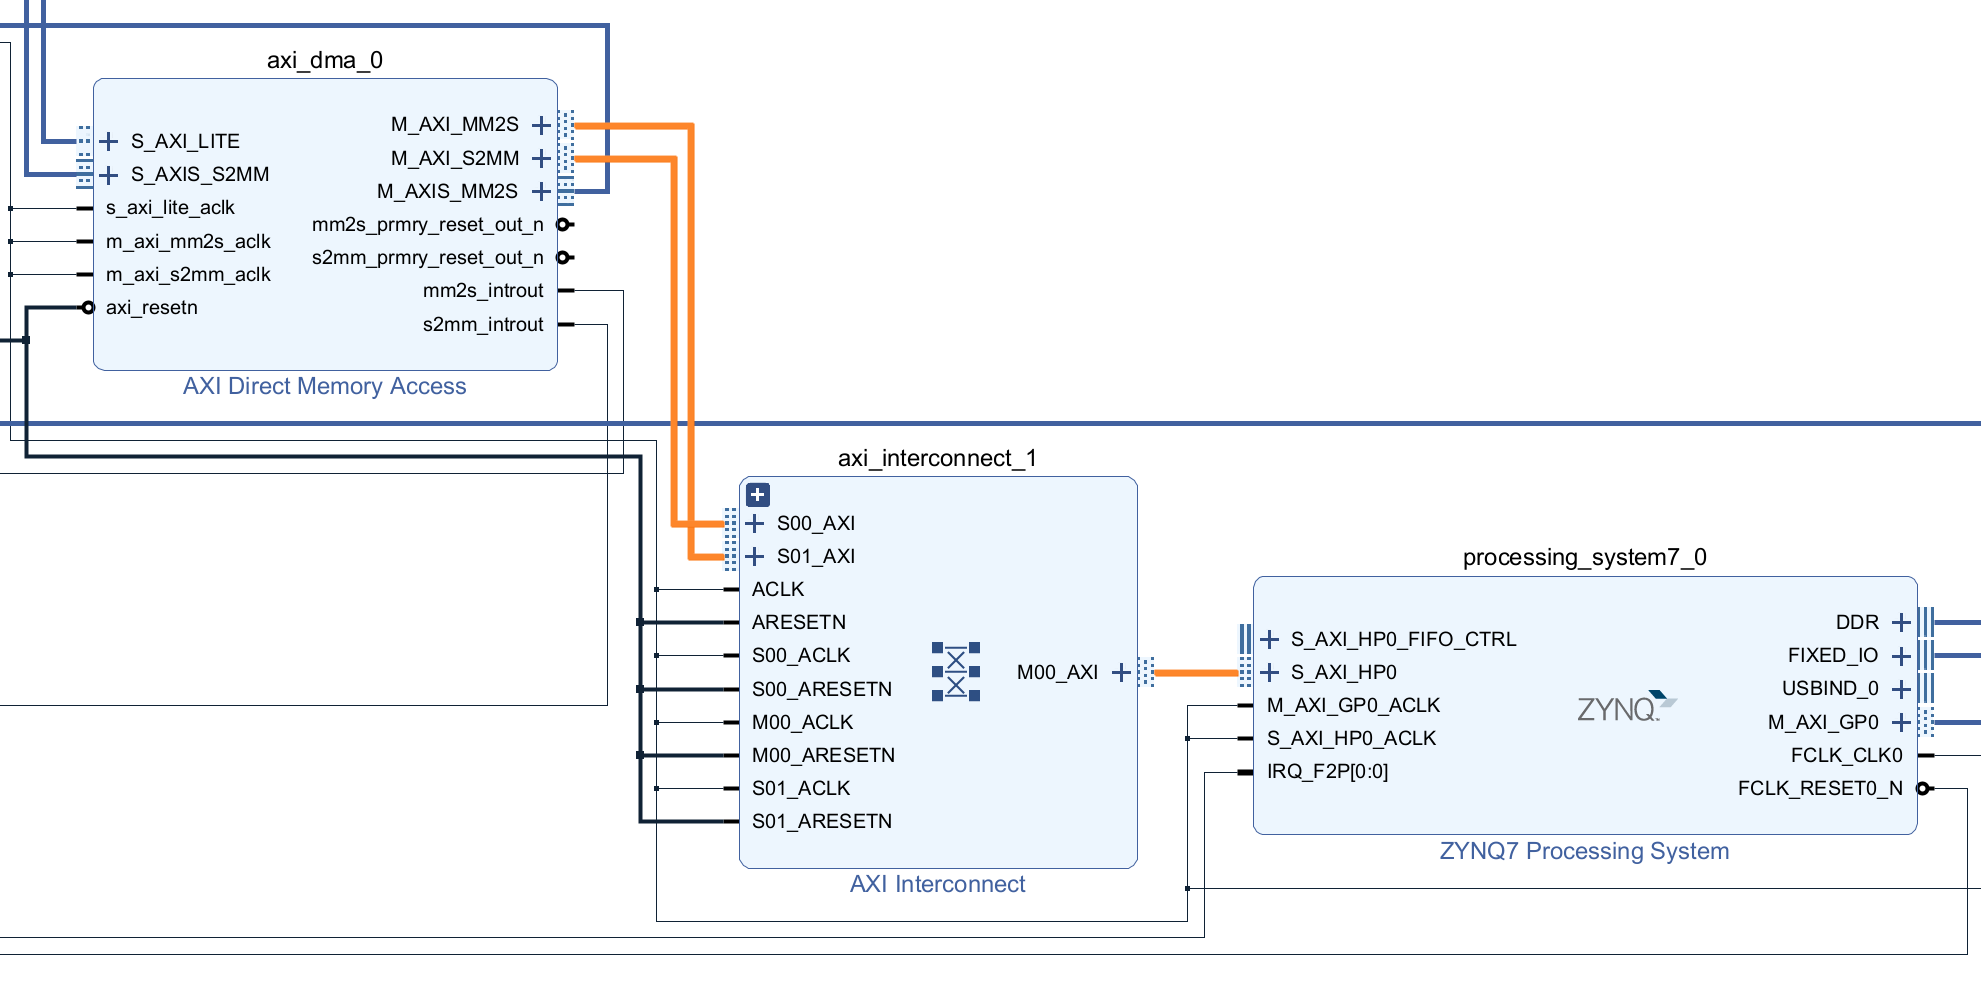 axi_dma_0
S_AXI_LITE
S_AXIS_S2MM
s_axi_lite_aclk
m_axi_mm2s_aclk
m_axi_s2mm_aclk
axi_resetn
M_AXI_MM2S
M_AXI_S2MM
M_AXIS_MM2S
mm2s_prmry_reset_out_n
s2mm_prmry_reset_out_n
mm2s_introut
s2mm_introut
AXI Direct Memory Access
axi_interconnect_1
S00_AXI
S01_AXI
ACLK
ARESETN
S00_ACLK
S00_ARESETN
M00_ACLK
M00_ARESETN
S01_ACLK
S01_ARESETN
M00_AXI
AXI Interconnect
processing_system7_0
S_AXI_HP0_FIFO_CTRL
S_AXI_HP0
M_AXI_GP0_ACLK
S_AXI_HP0_ACLK
IRQ_F2P[0:0]
ZYNQ
DDR
FIXED_IO
USBIND_0
M_AXI_GP0
FCLK_CLK0
FCLK_RESET0_N
ZYNQ7 Processing System